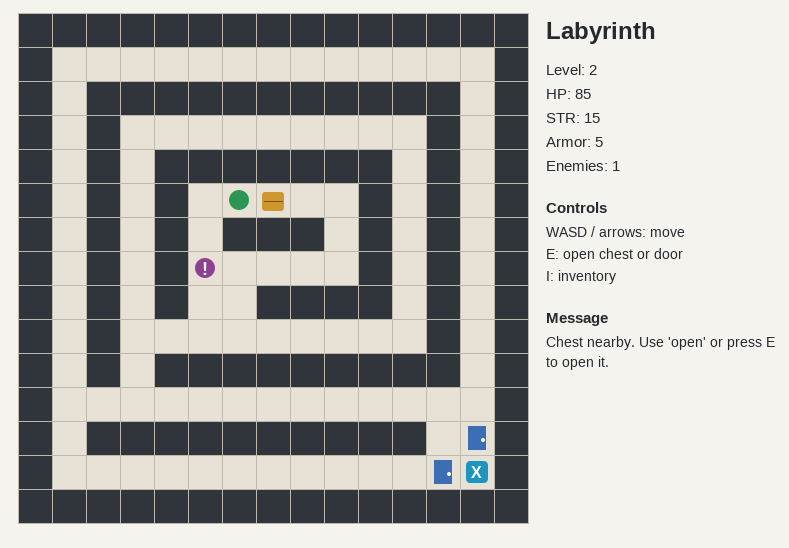 Labyrinth
Level: 2
HP: 85
STR: 15
Armor: 5
Enemies: 1
Controls
WASD / arrows: move
E: open chest or door
I: inventory
Message
Chest nearby. Use 'open' or press E
to open it.
!
X